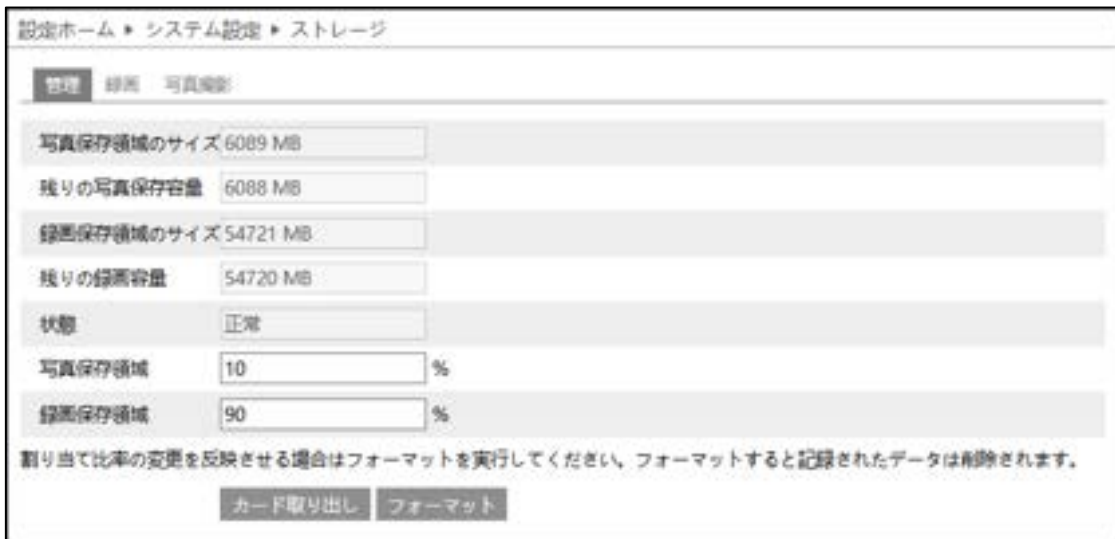 設定ホーム ▶ システム設定 ▶ ストレージ
管理 録画 写真撮影
写真保存領域のサイズ 6089 MB
残りの写真保存容量 6088 MB
録画保存領域のサイズ 54721 MB
残りの録画容量 54720 MB
状態 正常
写真保存領域 10 %
録画保存領域 90 %
割り当て比率の変更を反映させる場合はフォーマットを実行してください。フォーマットすると記録されたデータは削除されます。
カード取り出し フォーマット